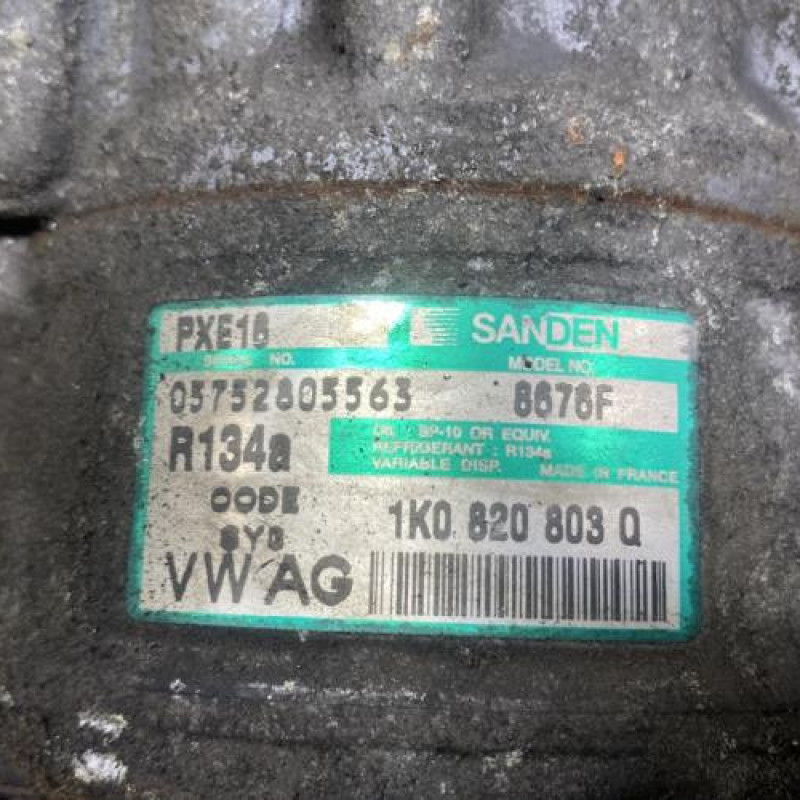 PXE16 SANDEN
SERIAL NO. MODEL NO.
05752805563 8676F
R134a
OIL : SP-10 OR EQUIV.
REFRIGERANT : R134a
VARIABLE DISP. MADE IN FRANCE
CODE
1K0 820 803 Q
VW AG